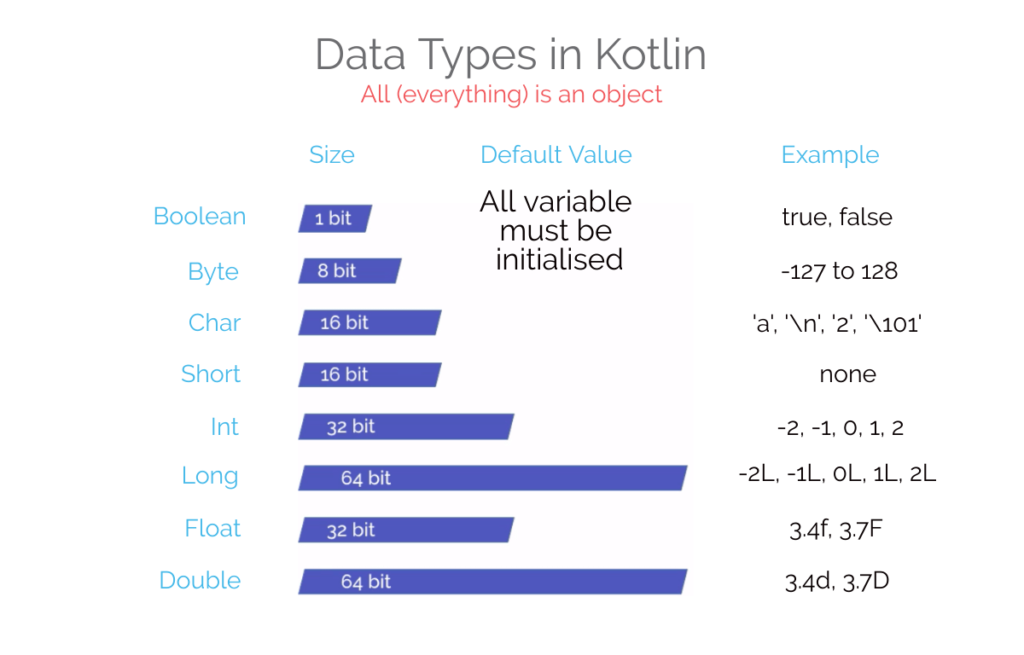 Data Types in Kotlin
All (everything) is an object
Size Default Value Example
Boolean 1 bit All variable must be initialised true, false
Byte 8 bit -127 to 128
Char 16 bit 'a', '\n', '2', '\101'
Short 16 bit none
Int 32 bit -2, -1, 0, 1, 2
Long 64 bit -2L, -1L, 0L, 1L, 2L
Float 32 bit 3.4f, 3.7F
Double 64 bit 3.4d, 3.7D